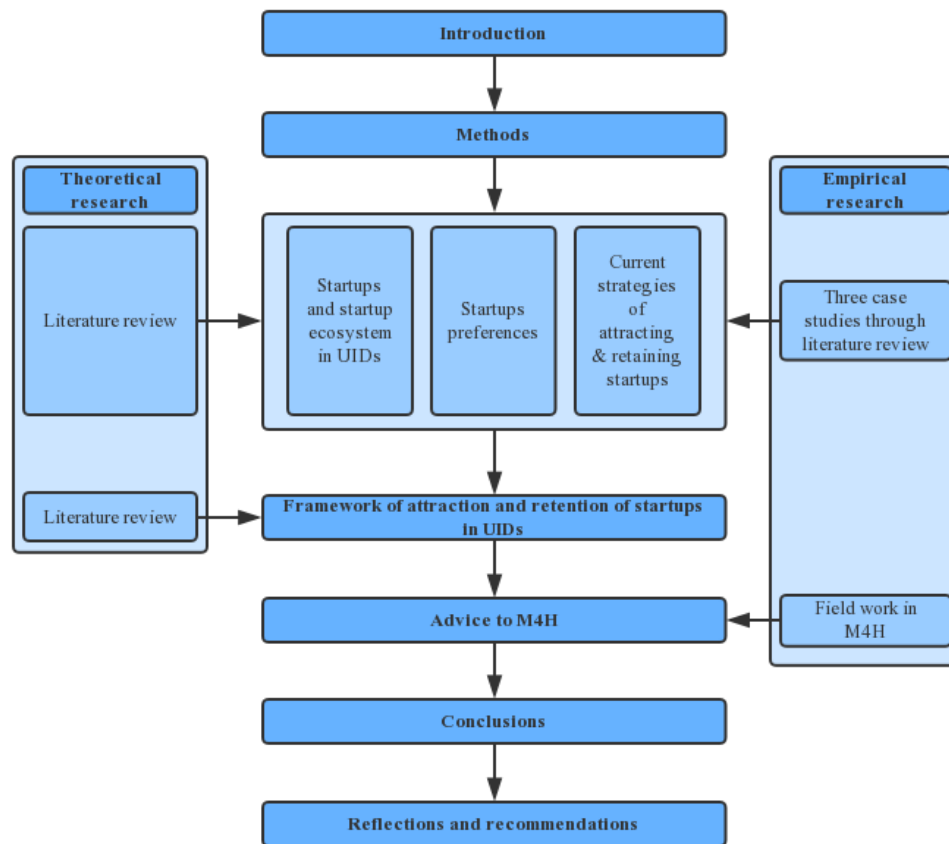 Introduction
Methods
Theoretical
research
Literature review
Literature review
Startups
and startup
ecosystem
in UIDs
Startups
preferences
Current
strategies
of
attracting
& retaining
startups
Empirical
research
Three case
studies through
literature review
Field work in
M4H
Framework of attraction and retention of startups
in UIDs
Advice to M4H
Conclusions
Reflections and recommendations